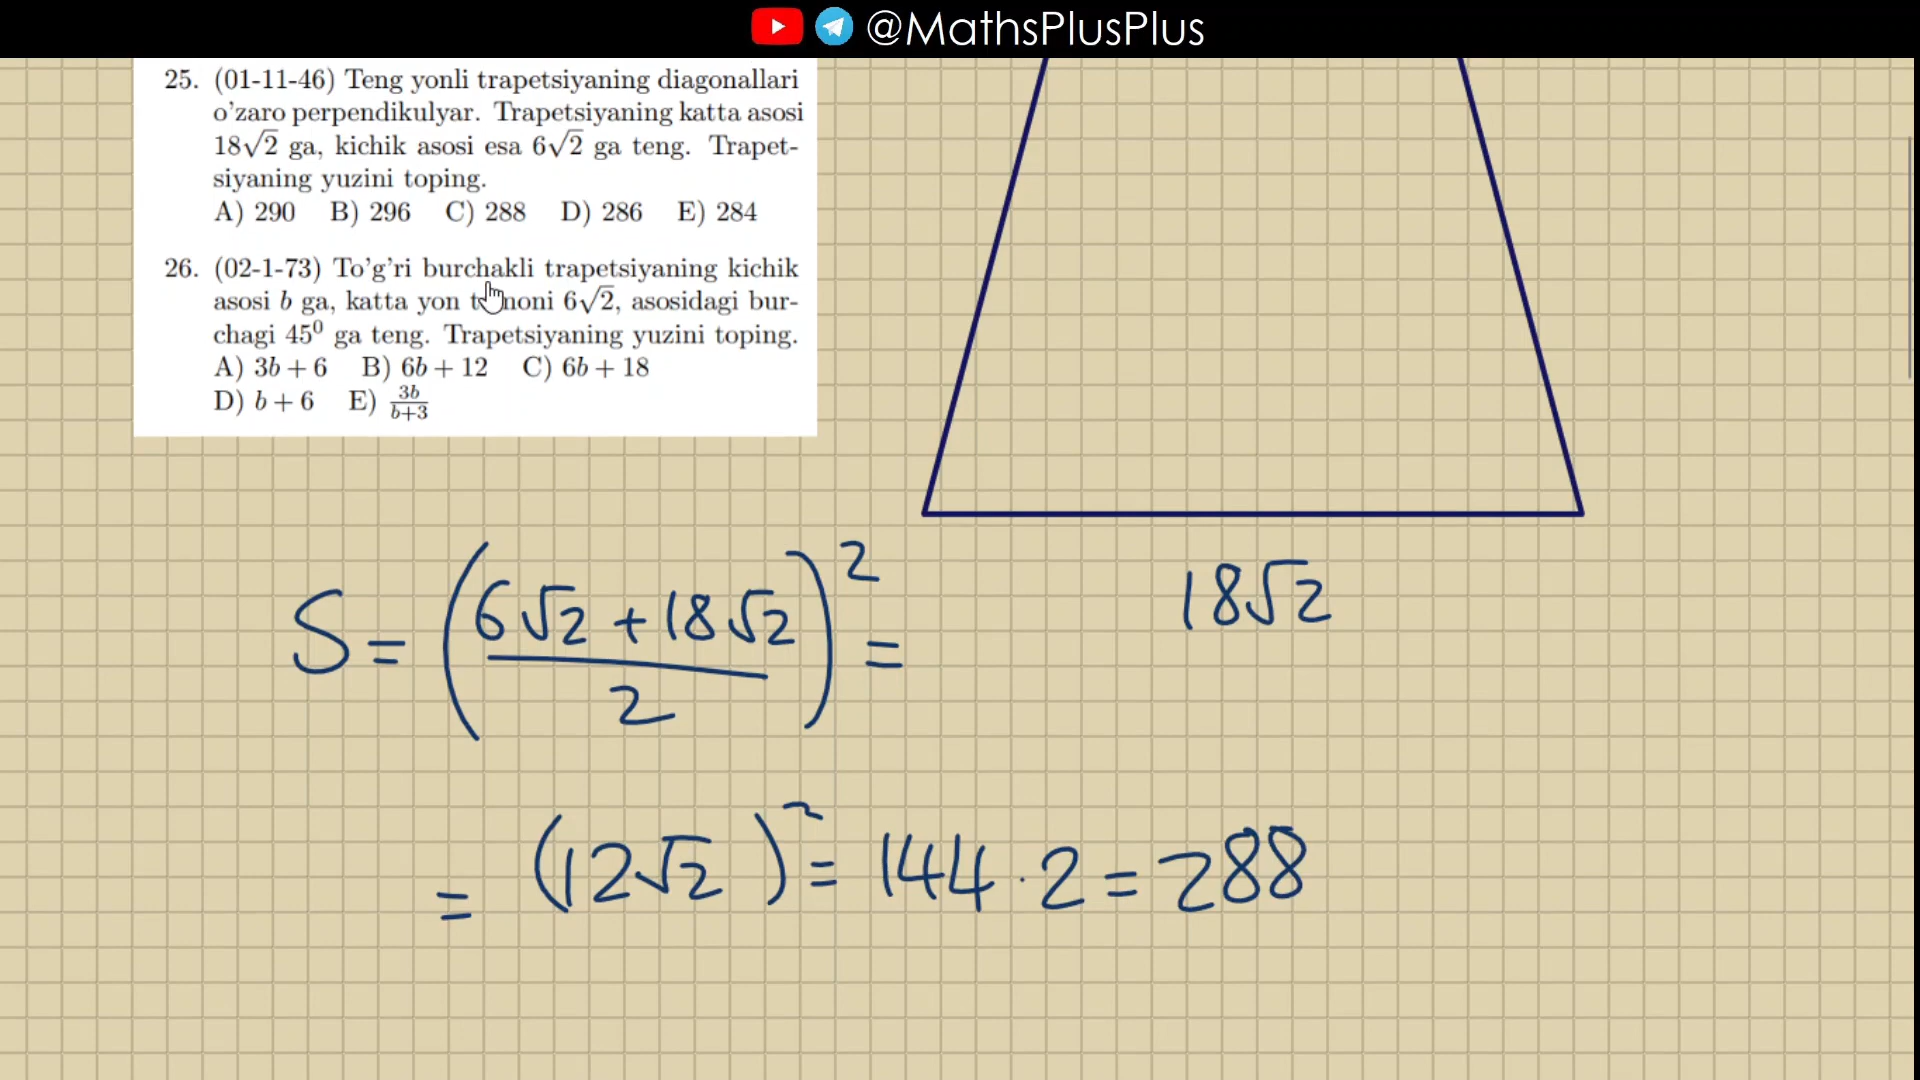 @MathsPlusPlus
25. (01-11-46) Teng yonli trapetsiyaning diagonallari
o'zaro perpendikulyar. Trapetsiyaning katta asosi
18√2 ga, kichik asosi esa 6√2 ga teng. Trapet-
siyaning yuzini toping.
A) 290 B) 296 C) 288 D) 286 E) 284
26. (02-1-73) To'g'ri burchakli trapetsiyaning kichik
asosi b ga, katta yon 6√2, asosidagi bur-
chagi 45⁰ ga teng. Trapetsiyaning yuzini toping.
A) 3b + 6 B) 6b + 12 C) 6b + 18
D) b + 6 E) 3b/(b+3)
S = ((6√2 + 18√2)/2)² =
18√2
= (12√2)² = 144 · 2 = 288